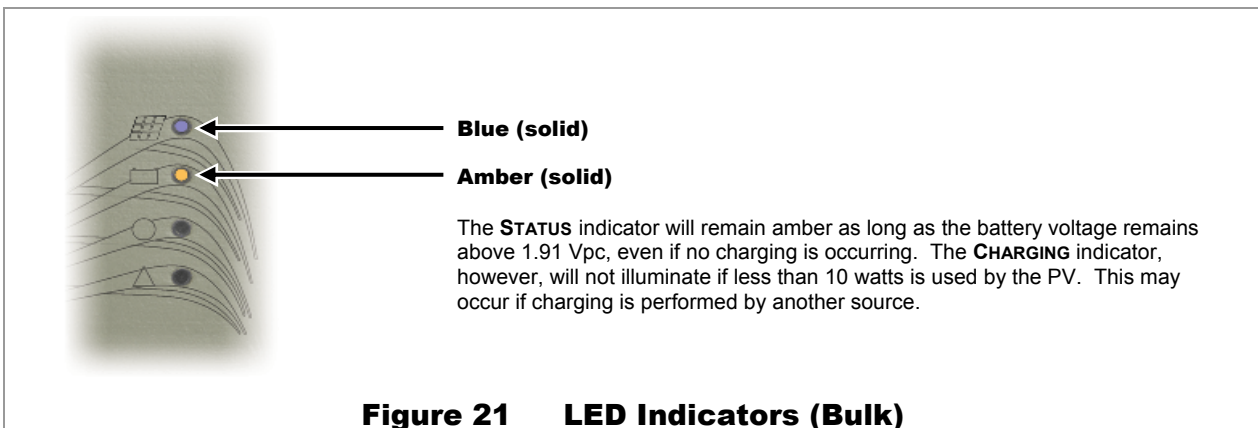 Blue (solid)
Amber (solid)
The STATUS indicator will remain amber as long as the battery voltage remains
above 1.91 Vpc, even if no charging is occurring. The CHARGING indicator,
however, will not illuminate if less than 10 watts is used by the PV. This may
occur if charging is performed by another source.
Figure 21 LED Indicators (Bulk)